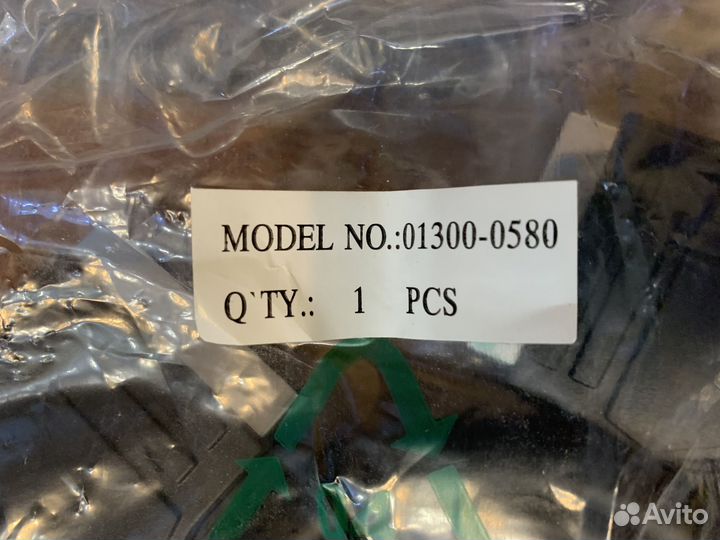 MODEL NO.:01300-0580
Q`TY.: 1 PCS
Avito